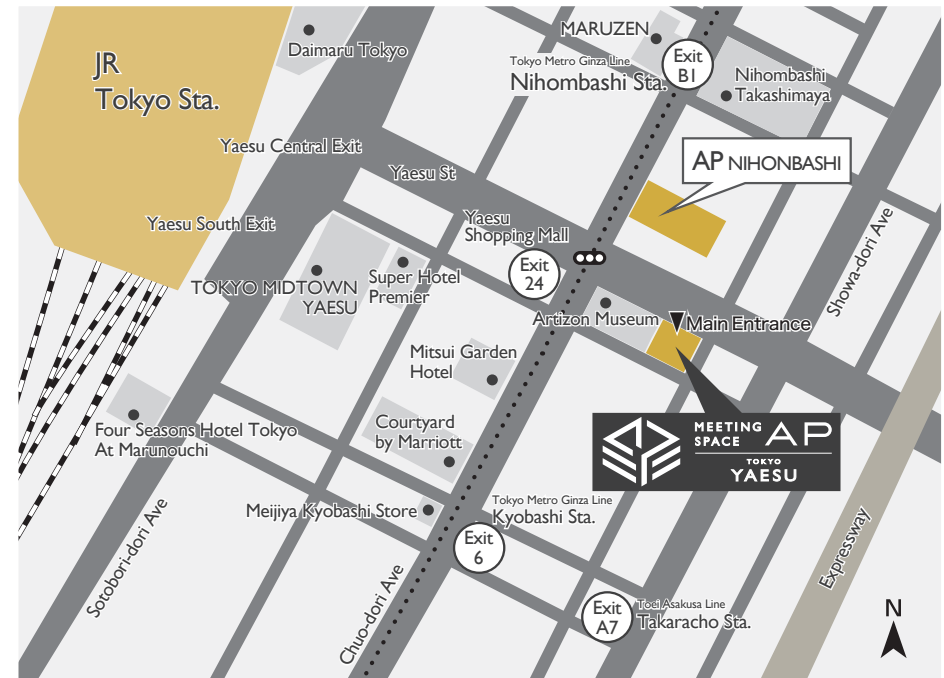 MARUZEN
JR
Tokyo Sta.
Daimaru Tokyo
Tokyo Metro Ginza Line
Nihombashi Sta.
Exit
B1
Nihombashi
Takashimaya
Yaesu Central Exit
Yaesu St
AP NIHONBASHI
Yaesu South Exit
Yaesu
Shopping Mall
Exit
24
Showa-dori Ave
TOKYO MIDTOWN
YAESU
Super Hotel
Premier
Artizon Museum
Main Entrance
Mitsui Garden
Hotel
Four Seasons Hotel Tokyo
At Marunouchi
Courtyard
by Marriott
MEETING
SPACE
AP
TOKYO
YAESU
Meijiya Kyobashi Store
Tokyo Metro Ginza Line
Kyobashi Sta.
Exit
6
Sotobori-dori Ave
Chuo-dori Ave
Expressway
Exit
A7
Toei Asakusa Line
Takaracho Sta.
N